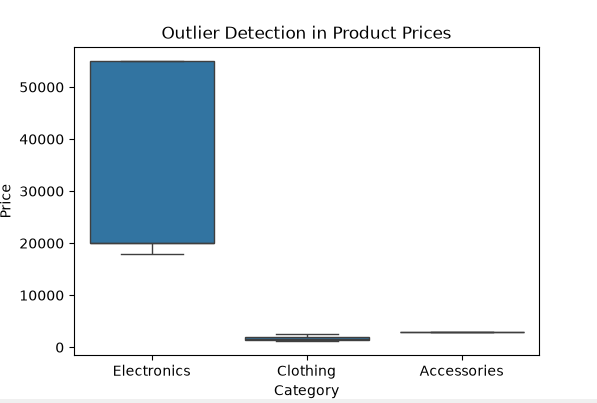 Outlier Detection in Product Prices
50000
40000
30000
20000
10000
0
Price
Electronics Clothing Accessories
Category